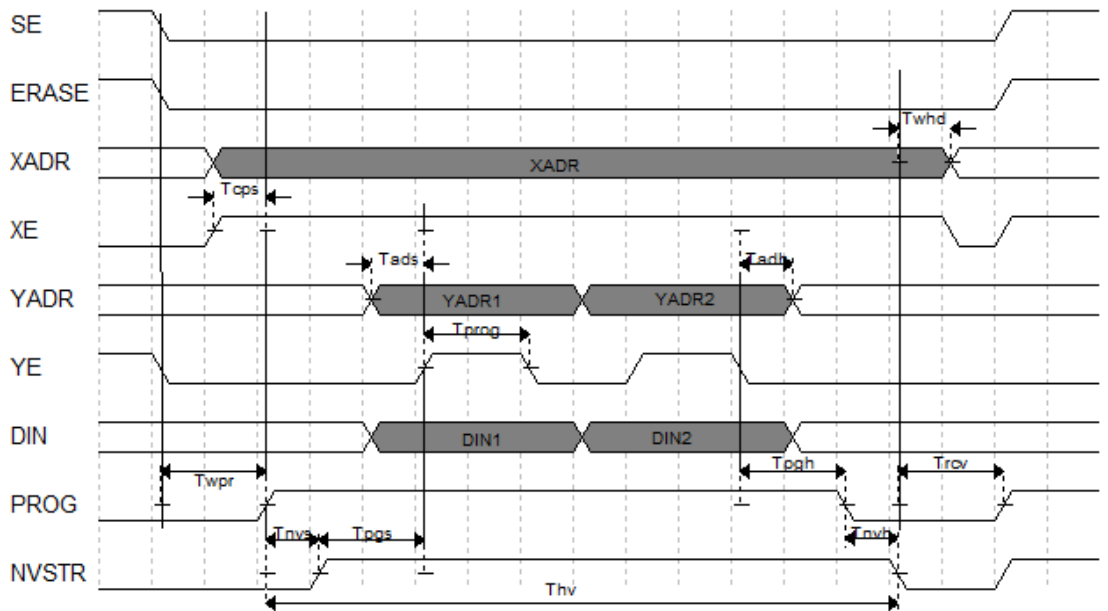 SE
ERASE
Twhd
XADR
XADR
Tcps
XE
Tads
Tadh
YADR
YADR1
YADR2
Tprog
YE
DIN
DIN1
DIN2
Twpr
Tpgh
Trcv
PROG
Tnvs
Tpgs
Tnvh
NVSTR
Thv